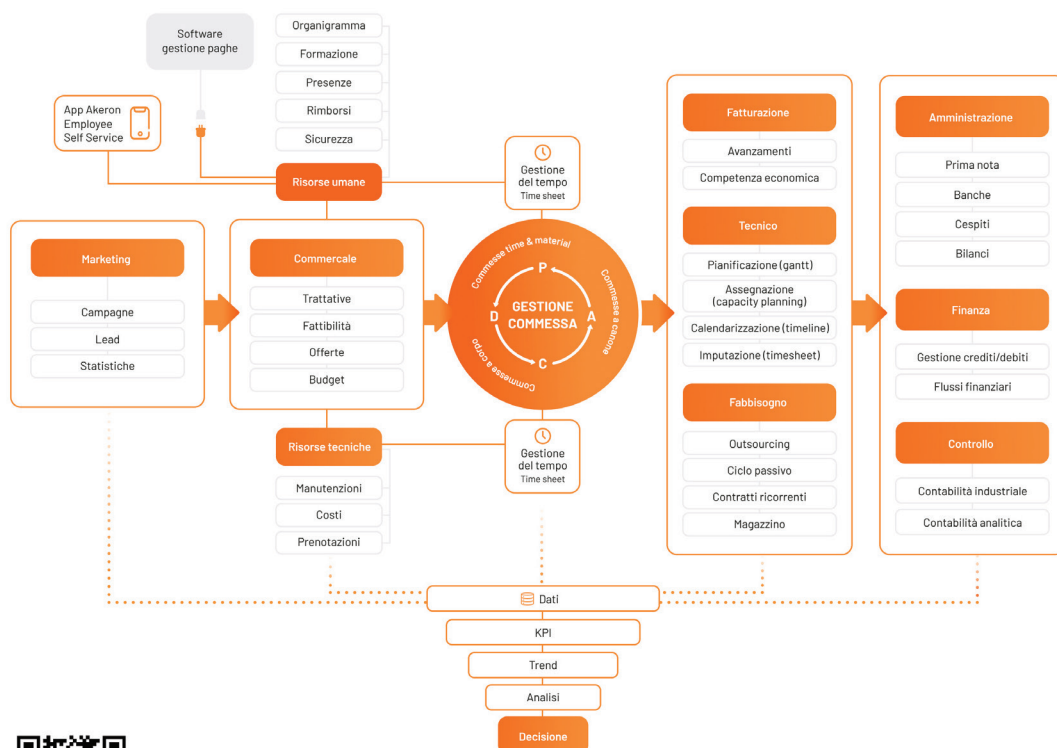 Software
gestione paghe
App Akeron
Employee
Self Service
Organigramma
Formazione
Presenze
Rimborsi
Sicurezza
Risorse umane
Gestione
del tempo
Time sheet
Marketing
Campagne
Lead
Statistiche
Commerciale
Trattative
Fattibilità
Offerte
Budget
Risorse tecniche
Manutenzioni
Costi
Prenotazioni
Commesse time & material
Commesse a canone
Commesse a corpo
P
D
A
C
GESTIONE
COMMESSA
Gestione
del tempo
Time sheet
Fatturazione
Avanzamenti
Competenza economica
Tecnico
Pianificazione (gantt)
Assegnazione
(capacity planning)
Calendarizzazione (timeline)
Imputazione (timesheet)
Fabbisogno
Outsourcing
Ciclo passivo
Contratti ricorrenti
Magazzino
Amministrazione
Prima nota
Banche
Cespiti
Bilanci
Finanza
Gestione crediti/debiti
Flussi finanziari
Controllo
Contabilità industriale
Contabilità analitica
Dati
KPI
Trend
Analisi
Decisione